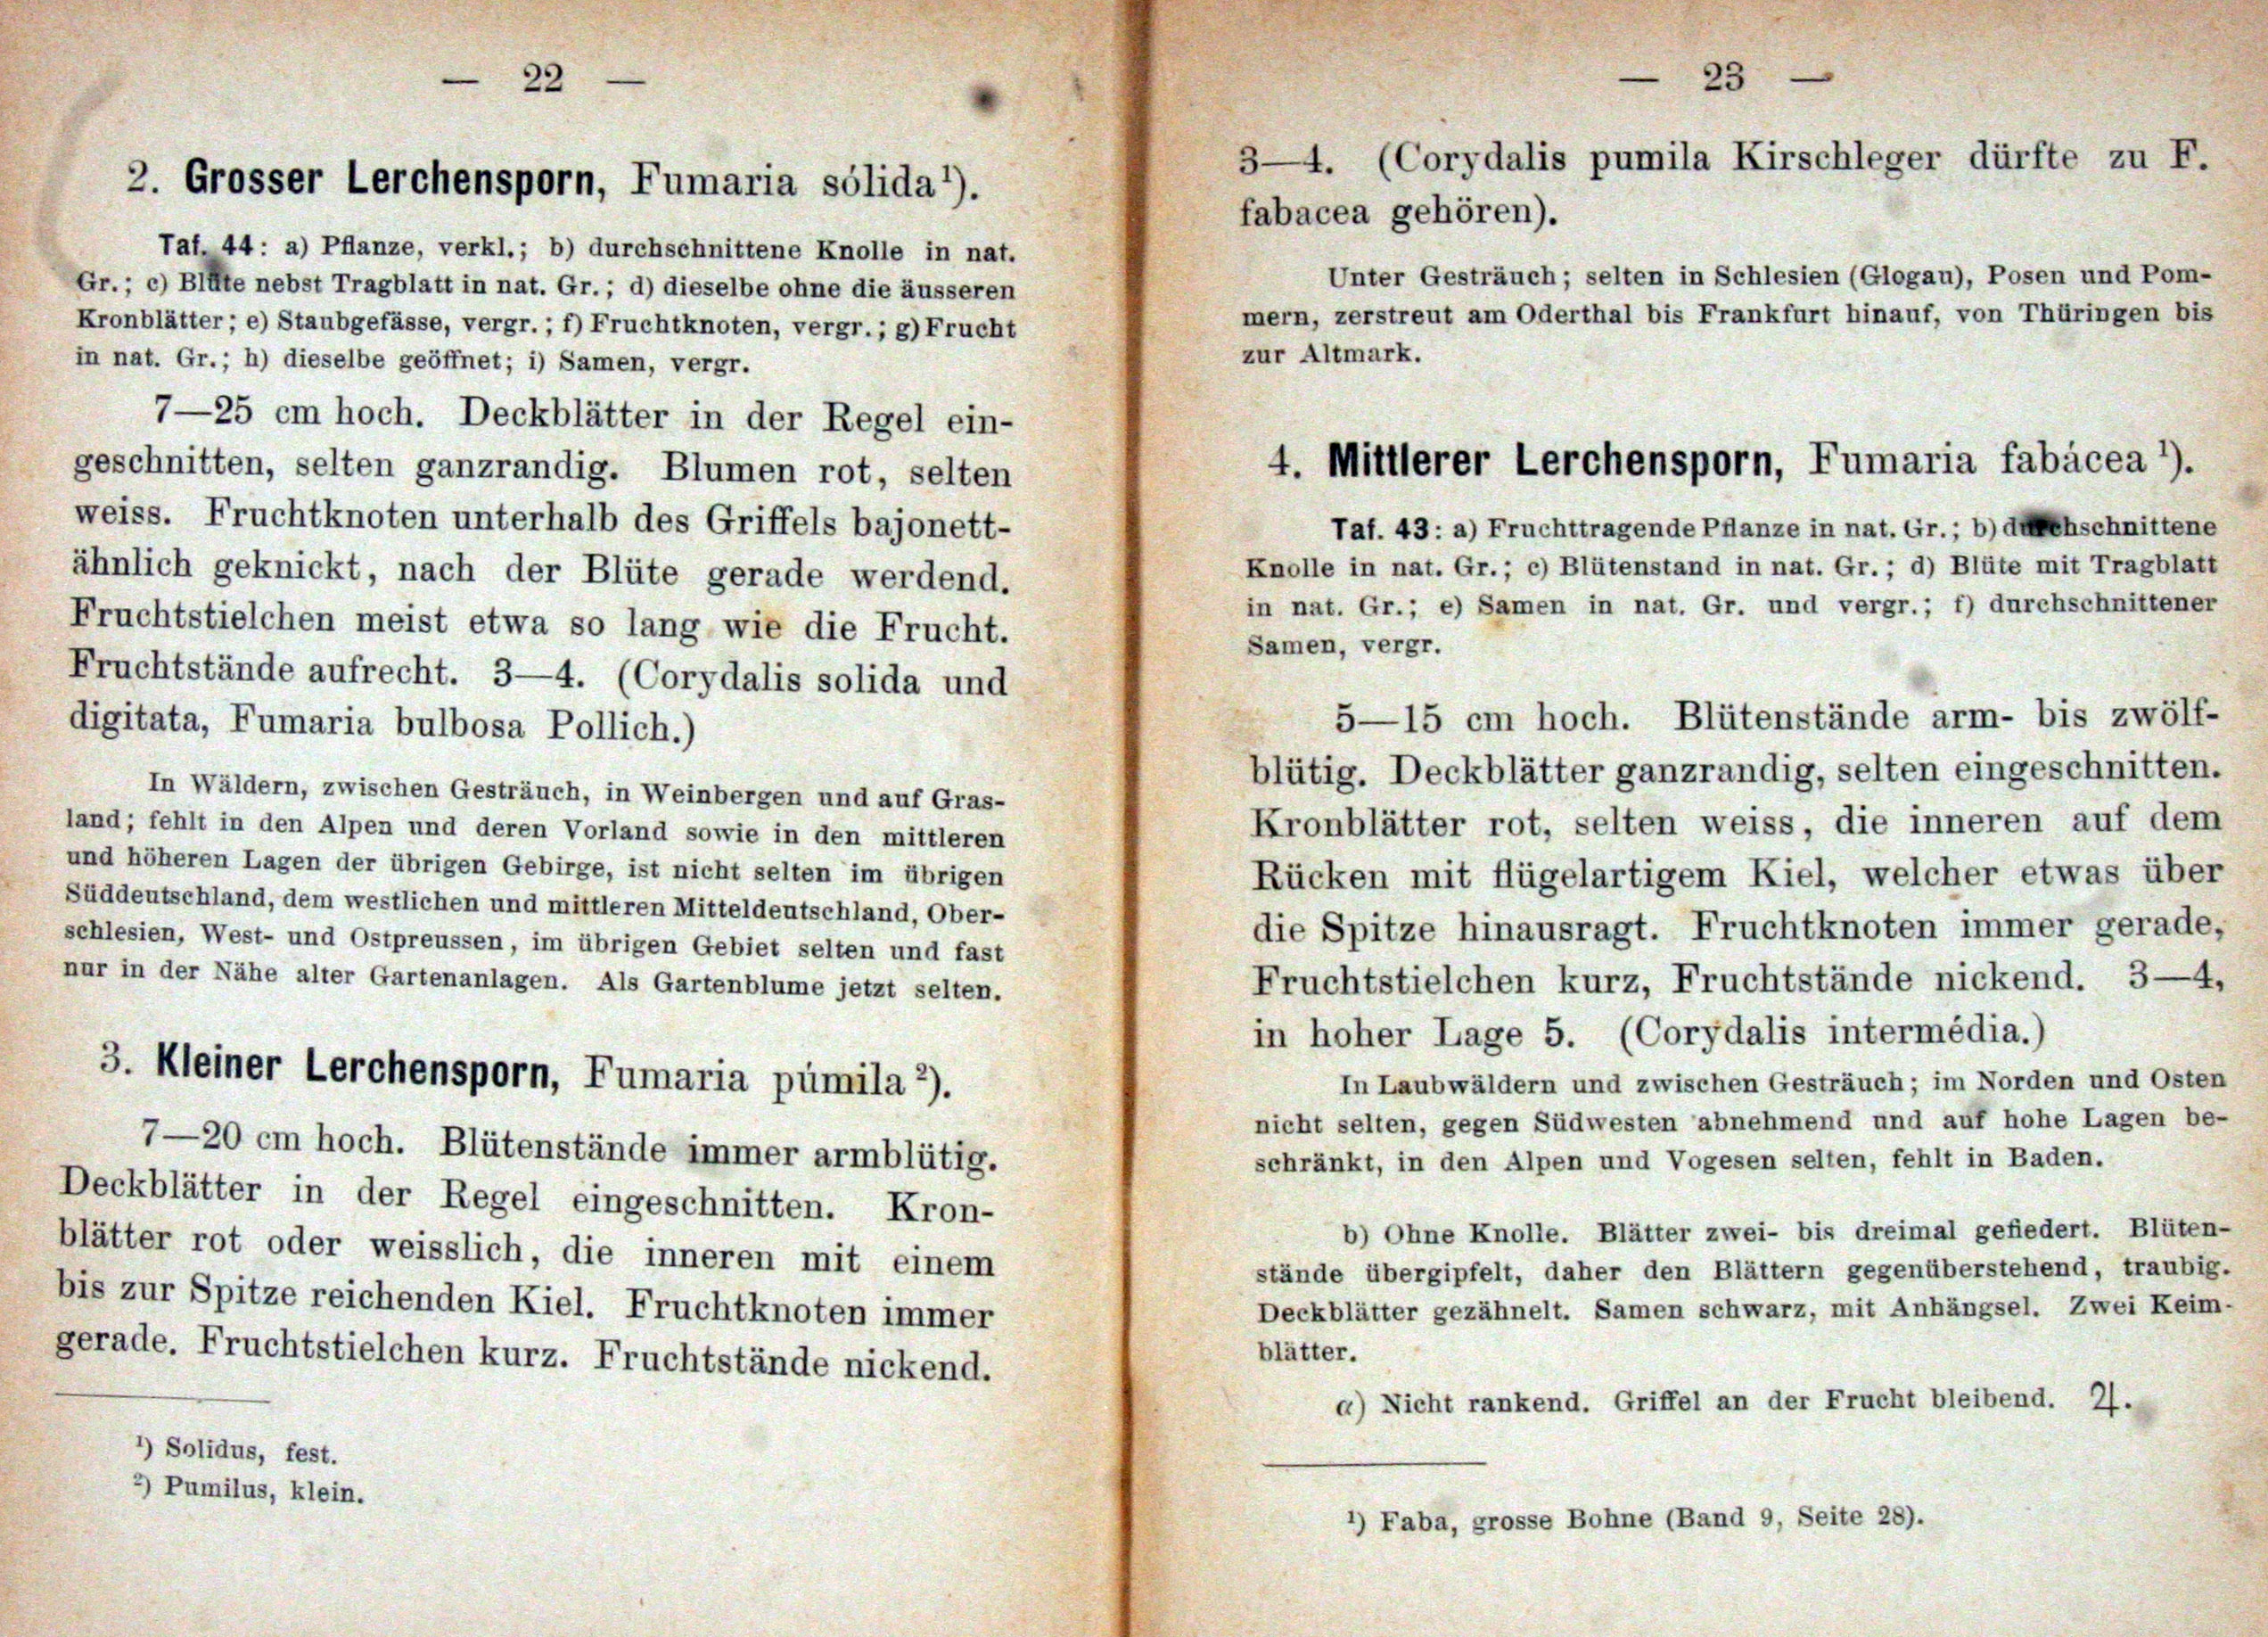 — 22 —
2. Grosser Lerchensporn, Fumaria sólida¹).
Taf. 44: a) Pflanze, verkl.; b) durchschnittene Knolle in nat.
Gr.; c) Blüte nebst Tragblatt in nat. Gr.; d) dieselbe ohne die äusseren
Kronblätter; e) Staubgefässe, vergr.; f) Fruchtknoten, vergr.; g) Frucht
in nat. Gr.; h) dieselbe geöffnet; i) Samen, vergr.
7—25 cm hoch. Deckblätter in der Regel ein-
geschnitten, selten ganzrandig. Blumen rot, selten
weiss. Fruchtknoten unterhalb des Griffels bajonett-
ähnlich geknickt, nach der Blüte gerade werdend.
Fruchtstielchen meist etwa so lang wie die Frucht.
Fruchtstände aufrecht. 3—4. (Corydalis solida und
digitata, Fumaria bulbosa Pollich.)
In Wäldern, zwischen Gesträuch, in Weinbergen und auf Gras-
land; fehlt in den Alpen und deren Vorland sowie in den mittleren
und höheren Lagen der übrigen Gebirge, ist nicht selten im übrigen
Süddeutschland, dem westlichen und mittleren Mitteldeutschland, Ober-
schlesien, West- und Ostpreussen, im übrigen Gebiet selten und fast
nur in der Nähe alter Gartenanlagen. Als Gartenblume jetzt selten.
3. Kleiner Lerchensporn, Fumaria púmila²).
7—20 cm hoch. Blütenstände immer armblütig.
Deckblätter in der Regel eingeschnitten. Kron-
blätter rot oder weisslich, die inneren mit einem
bis zur Spitze reichenden Kiel. Fruchtknoten immer
gerade. Fruchtstielchen kurz. Fruchtstände nickend.
¹) Solidus, fest.
²) Pumilus, klein.
— 23 —
3—4. (Corydalis pumila Kirschleger dürfte zu F.
fabacea gehören).
Unter Gesträuch; selten in Schlesien (Glogau), Posen und Pom-
mern, zerstreut am Oderthal bis Frankfurt hinauf, von Thüringen bis
zur Altmark.
4. Mittlerer Lerchensporn, Fumaria fabácea¹).
Taf. 43: a) Fruchttragende Pflanze in nat. Gr.; b) durchschnittene
Knolle in nat. Gr.; c) Blütenstand in nat. Gr.; d) Blüte mit Tragblatt
in nat. Gr.; e) Samen in nat. Gr. und vergr.; f) durchschnittener
Samen, vergr.
5—15 cm hoch. Blütenstände arm- bis zwölf-
blütig. Deckblätter ganzrandig, selten eingeschnitten.
Kronblätter rot, selten weiss, die inneren auf dem
Rücken mit flügelartigem Kiel, welcher etwas über
die Spitze hinausragt. Fruchtknoten immer gerade,
Fruchtstielchen kurz, Fruchtstände nickend. 3—4,
in hoher Lage 5. (Corydalis intermédia.)
In Laubwäldern und zwischen Gesträuch; im Norden und Osten
nicht selten, gegen Südwesten abnehmend und auf hohe Lagen be-
schränkt, in den Alpen und Vogesen selten, fehlt in Baden.
b) Ohne Knolle. Blätter zwei- bis dreimal gefiedert. Blüten-
stände übergipfelt, daher den Blättern gegenüberstehend, traubig.
Deckblätter gezähnelt. Samen schwarz, mit Anhängsel. Zwei Keim-
blätter.
α) Nicht rankend. Griffel an der Frucht bleibend. ♃.
¹) Faba, grosse Bohne (Band 9, Seite 28).